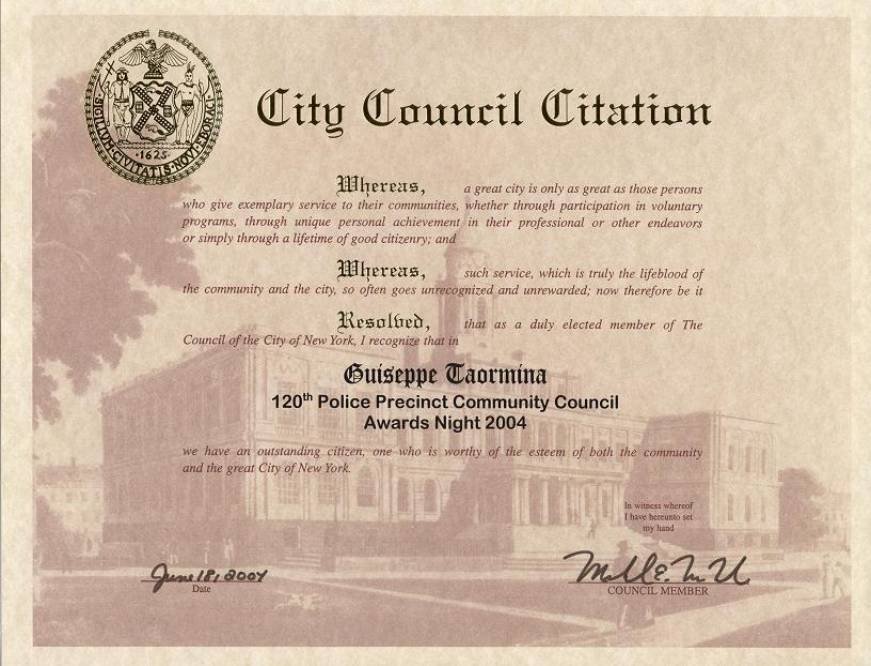 SIGILLUM·CIVITATIS·NOVI·EBORACI
·1625·
City Council Citation
Whereas, a great city is only as great as those persons
who give exemplary service to their communities, whether through participation in voluntary
programs, through unique personal achievement in their professional or other endeavors
or simply through a lifetime of good citizenry; and
Whereas, such service, which is truly the lifeblood of
the community and the city, so often goes unrecognized and unrewarded; now therefore be it
Resolved, that as a duly elected member of The
Council of the City of New York, I recognize that in
Guiseppe Taormina
120th Police Precinct Community Council
Awards Night 2004
we have an outstanding citizen, one who is worthy of the esteem of both the community
and the great City of New York.
In witness whereof
I have hereunto set
my hand
June 18, 2004
Date
COUNCIL MEMBER